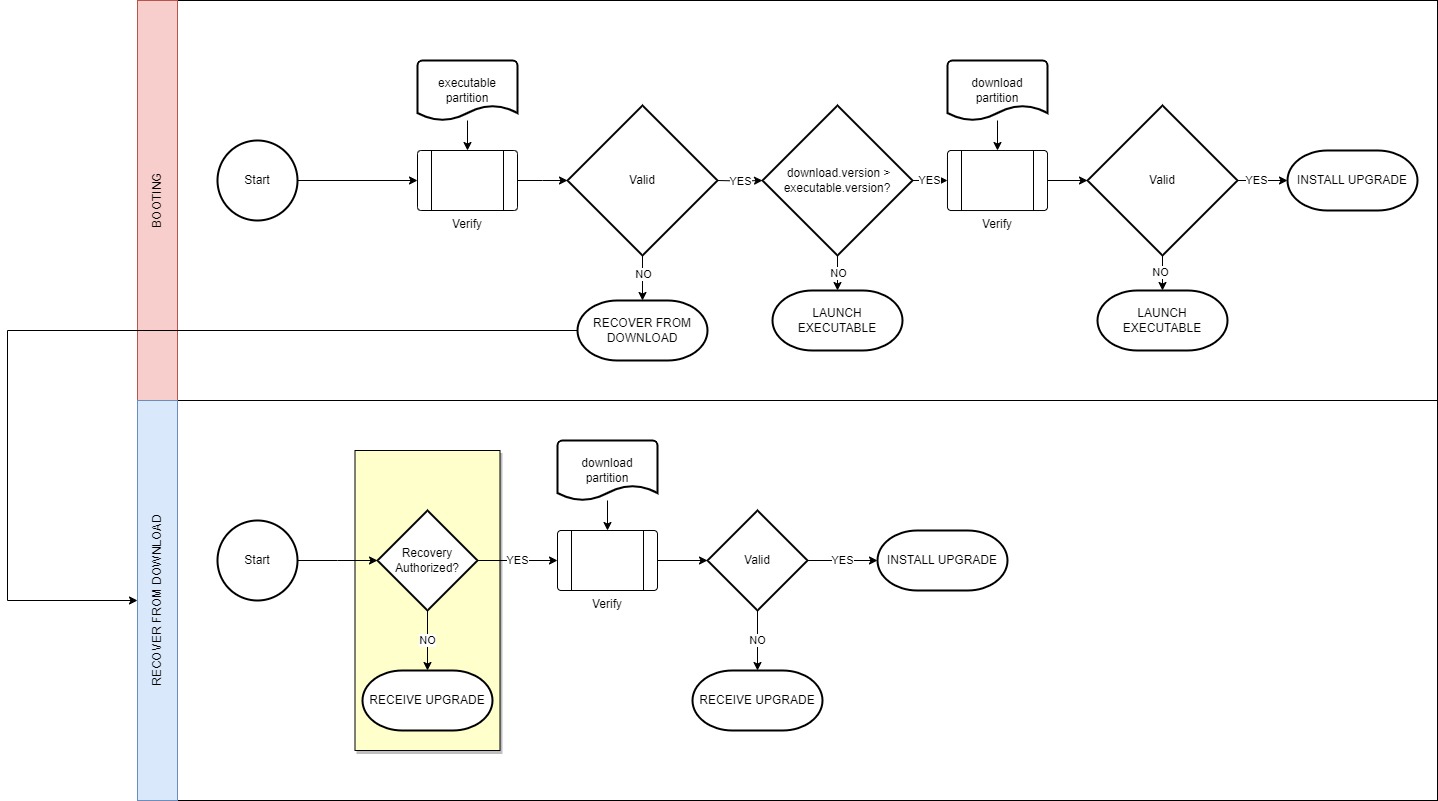 BOOTING
executable
partition
download
partition
Start
Verify
Valid
YES
download.version >
executable.version?
YES
Verify
Valid
YES
INSTALL UPGRADE
NO
NO
NO
RECOVER FROM
DOWNLOAD
LAUNCH
EXECUTABLE
LAUNCH
EXECUTABLE
RECOVER FROM DOWNLOAD
download
partition
Start
Recovery
Authorized?
YES
Verify
Valid
YES
INSTALL UPGRADE
NO
NO
RECEIVE UPGRADE
RECEIVE UPGRADE